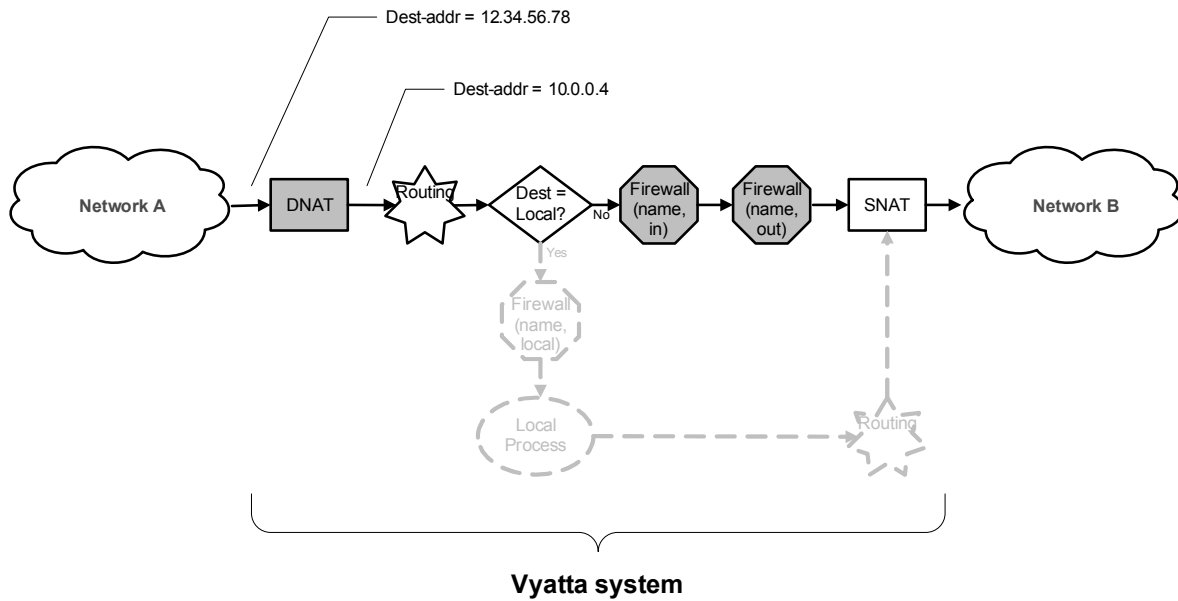 Dest-addr = 12.34.56.78
Dest-addr = 10.0.0.4
Network A
DNAT
Routing
Dest =
Local?
No
Yes
Firewall
(name,
in)
Firewall
(name,
out)
SNAT
Network B
Firewall
(name,
local)
Local
Process
Routing
Vyatta system